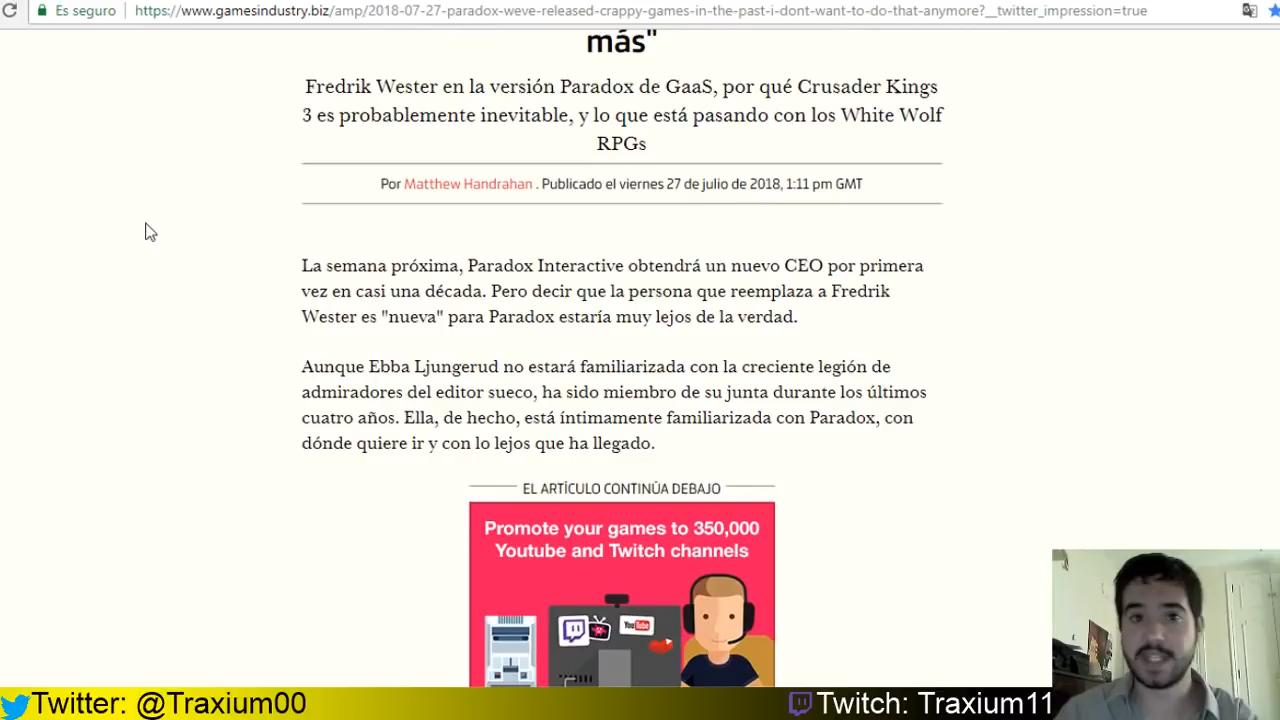 Es seguro
https://www.gamesindustry.biz/amp/2018-07-27-paradox-weve-released-crappy-games-in-the-past-i-dont-want-to-do-that-anymore?__twitter_impression=true
más"
Fredrik Wester en la versión Paradox de GaaS, por qué Crusader Kings
3 es probablemente inevitable, y lo que está pasando con los White Wolf
RPGs
Por Matthew Handrahan . Publicado el viernes 27 de julio de 2018, 1:11 pm GMT
La semana próxima, Paradox Interactive obtendrá un nuevo CEO por primera
vez en casi una década. Pero decir que la persona que reemplaza a Fredrik
Wester es "nueva" para Paradox estaría muy lejos de la verdad.
Aunque Ebba Ljungerud no estará familiarizada con la creciente legión de
admiradores del editor sueco, ha sido miembro de su junta durante los últimos
cuatro años. Ella, de hecho, está íntimamente familiarizada con Paradox, con
dónde quiere ir y con lo lejos que ha llegado.
EL ARTÍCULO CONTINÚA DEBAJO
Promote your games to 350,000
Youtube and Twitch channels
YouTube
Twitter: @Traxium00
Twitch: Traxium11